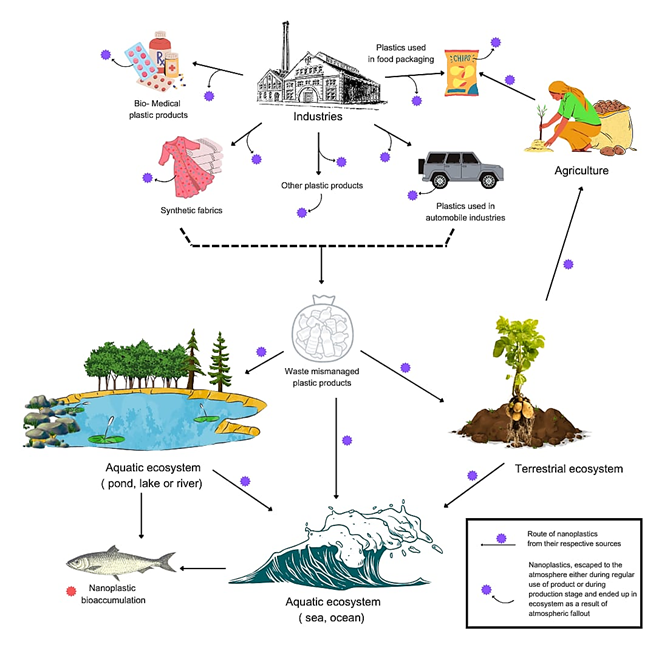 Plastics used
in food packaging
CHIPO
Rx
Bio- Medical
plastic products
Industries
Agriculture
Synthetic fabrics
Other plastic products
Plastics used in
automobile industries
Waste mismanaged
plastic products
Aquatic ecosystem
( pond, lake or river)
Terrestrial ecosystem
Nanoplastic
bioaccumulation
Aquatic ecosystem
( sea, ocean)
Route of nanoplastics
from their respective sources
Nanoplastics, escaped to the
atmosphere either during regular
use of product or during
production stage and ended up in
ecosystem as a result of
atmospheric fallout